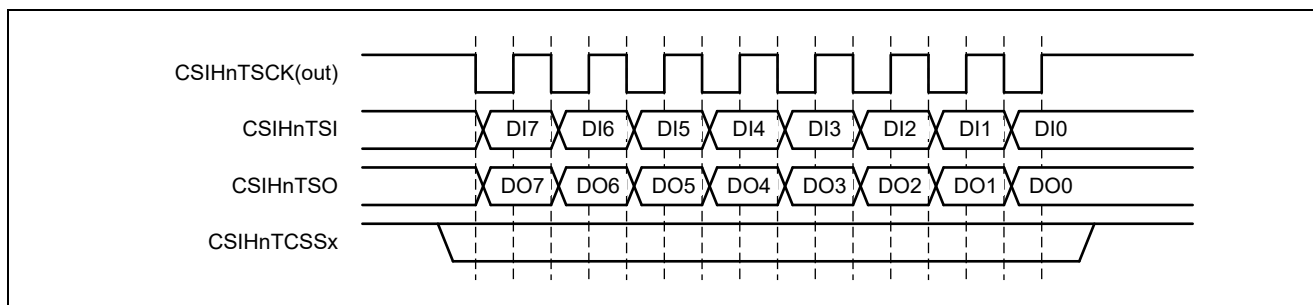 CSIHnTSCK(out)
CSIHnTSI DI7 DI6 DI5 DI4 DI3 DI2 DI1 DI0
CSIHnTSO DO7 DO6 DO5 DO4 DO3 DO2 DO1 DO0
CSIHnTCSSx